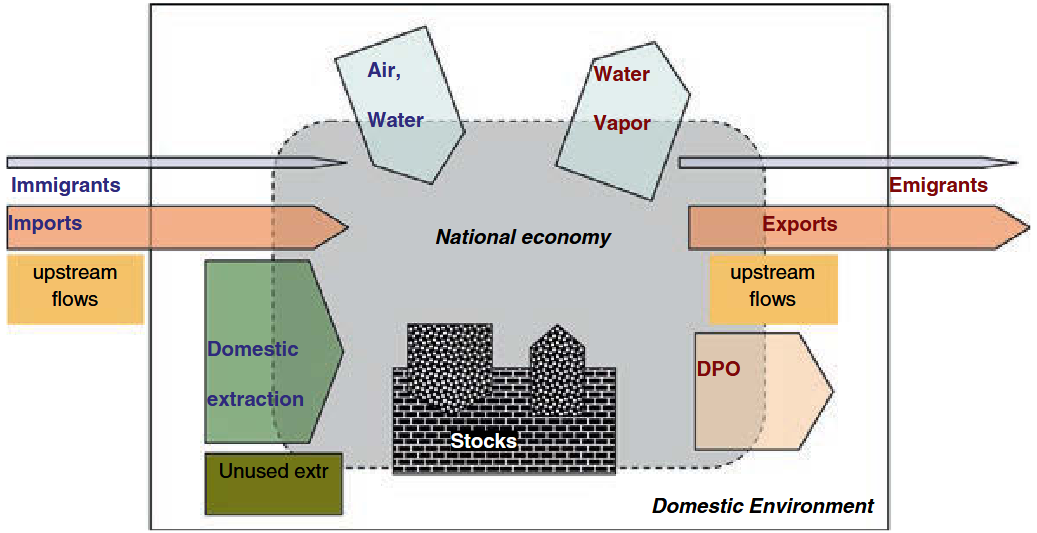 Air,
Water
Water
Vapor
Immigrants
Emigrants
Imports
Exports
National economy
upstream
flows
upstream
flows
Domestic
extraction
DPO
Stocks
Unused extr
Domestic Environment